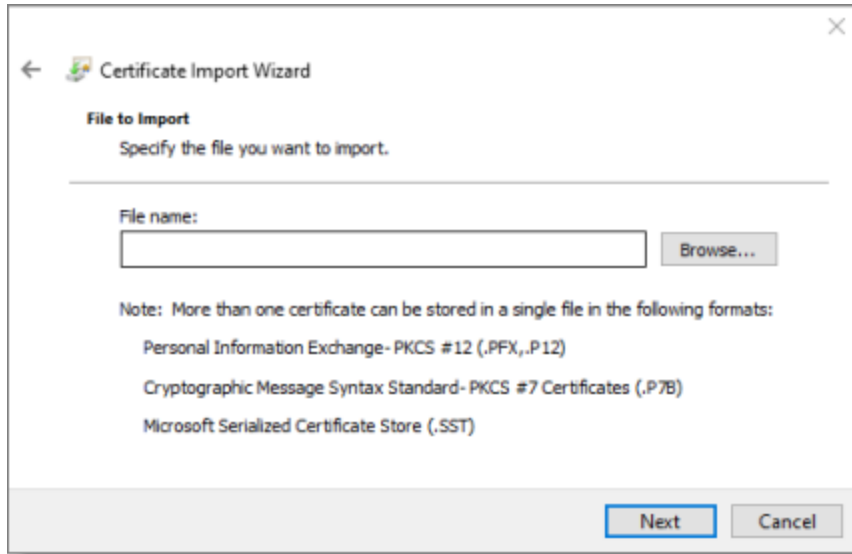 Certificate Import Wizard
File to Import
Specify the file you want to import.
File name:
Browse...
Note: More than one certificate can be stored in a single file in the following formats:
Personal Information Exchange- PKCS #12 (.PFX,.P12)
Cryptographic Message Syntax Standard- PKCS #7 Certificates (.P7B)
Microsoft Serialized Certificate Store (.SST)
Next
Cancel